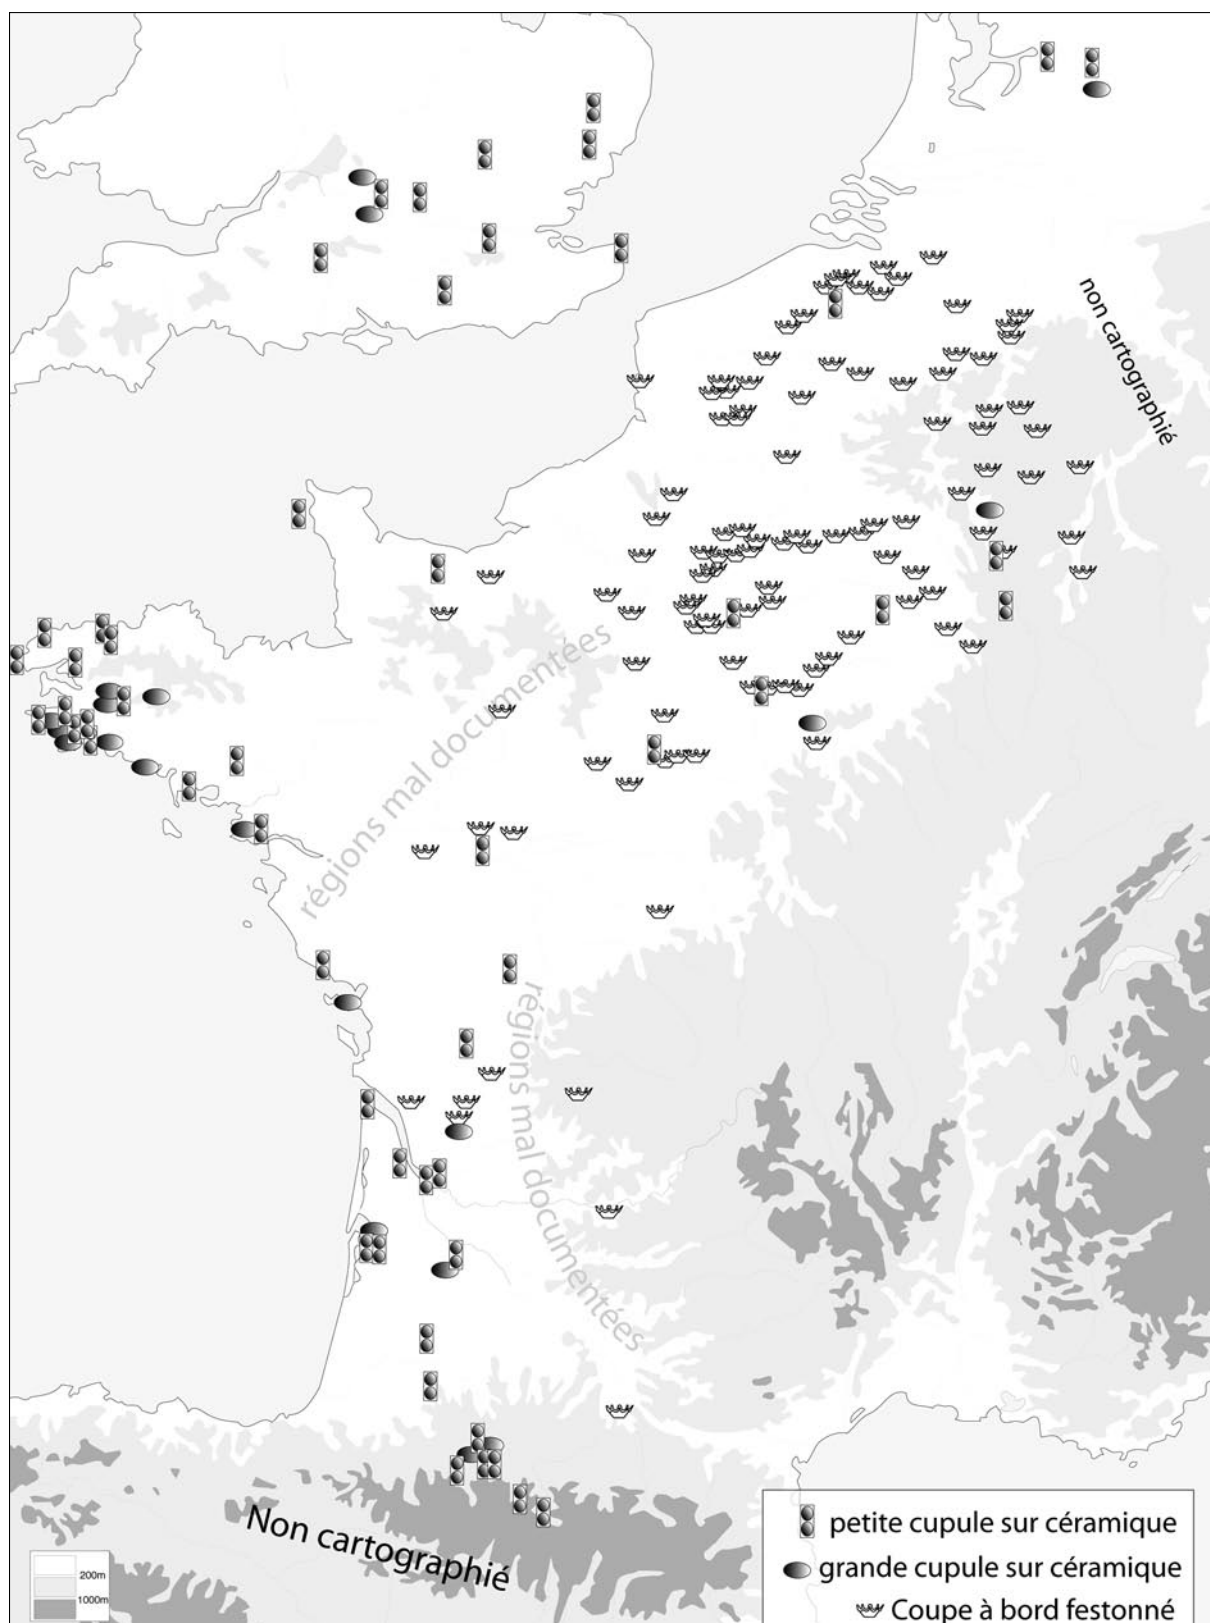 non cartographié
régions mal documentées
régions mal documentées
Non cartographié
200m
1000m
petite cupule sur céramique
grande cupule sur céramique
Coupe à bord festonné